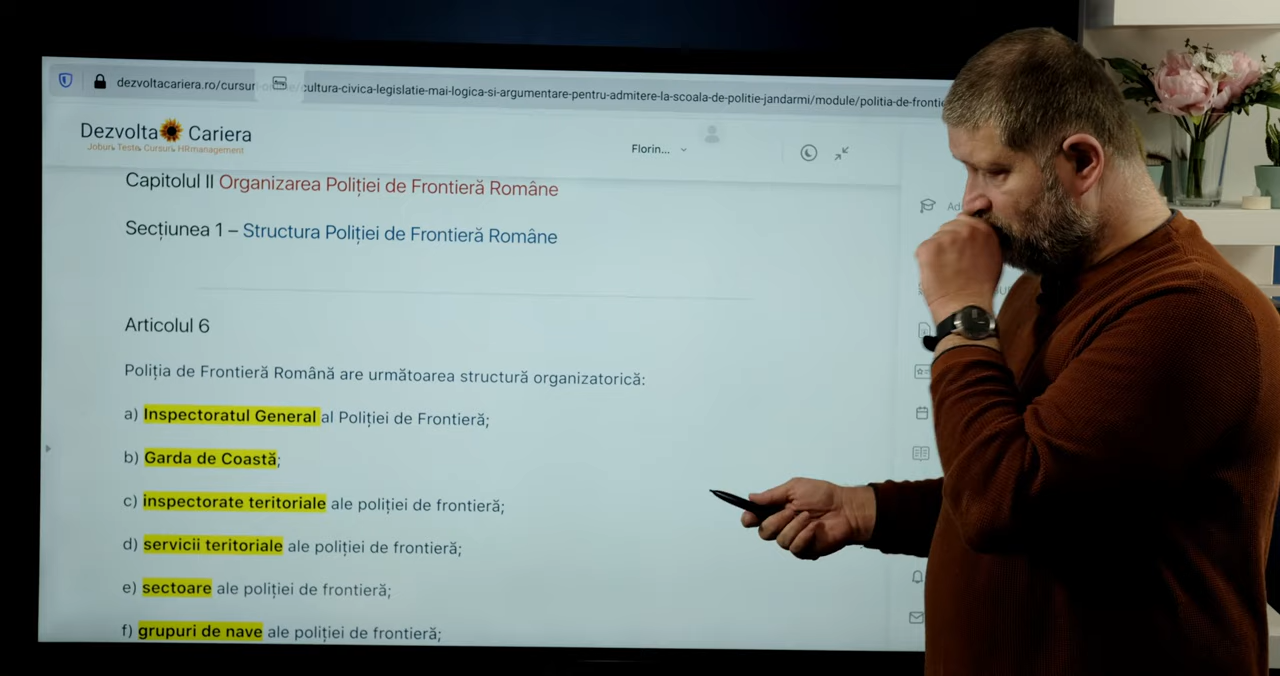 dezvoltacariera.ro/cursuri
cultura-civica-legislatie-mai-logica-si-argumentare-pentru-admitere-la-scoala-de-politie-jandarmi/module/politia-de-frontie
Dezvolta Cariera
Joburi, Teste, Cursuri, HRmanagement
Florin...
Capitolul II Organizarea Poliției de Frontieră Române
Secțiunea 1 – Structura Poliției de Frontieră Române
Articolul 6
Poliția de Frontieră Română are următoarea structură organizatorică:
a) Inspectoratul General al Poliției de Frontieră;
b) Garda de Coastă;
c) inspectorate teritoriale ale poliției de frontieră;
d) servicii teritoriale ale poliției de frontieră;
e) sectoare ale poliției de frontieră;
f) grupuri de nave ale poliției de frontieră;